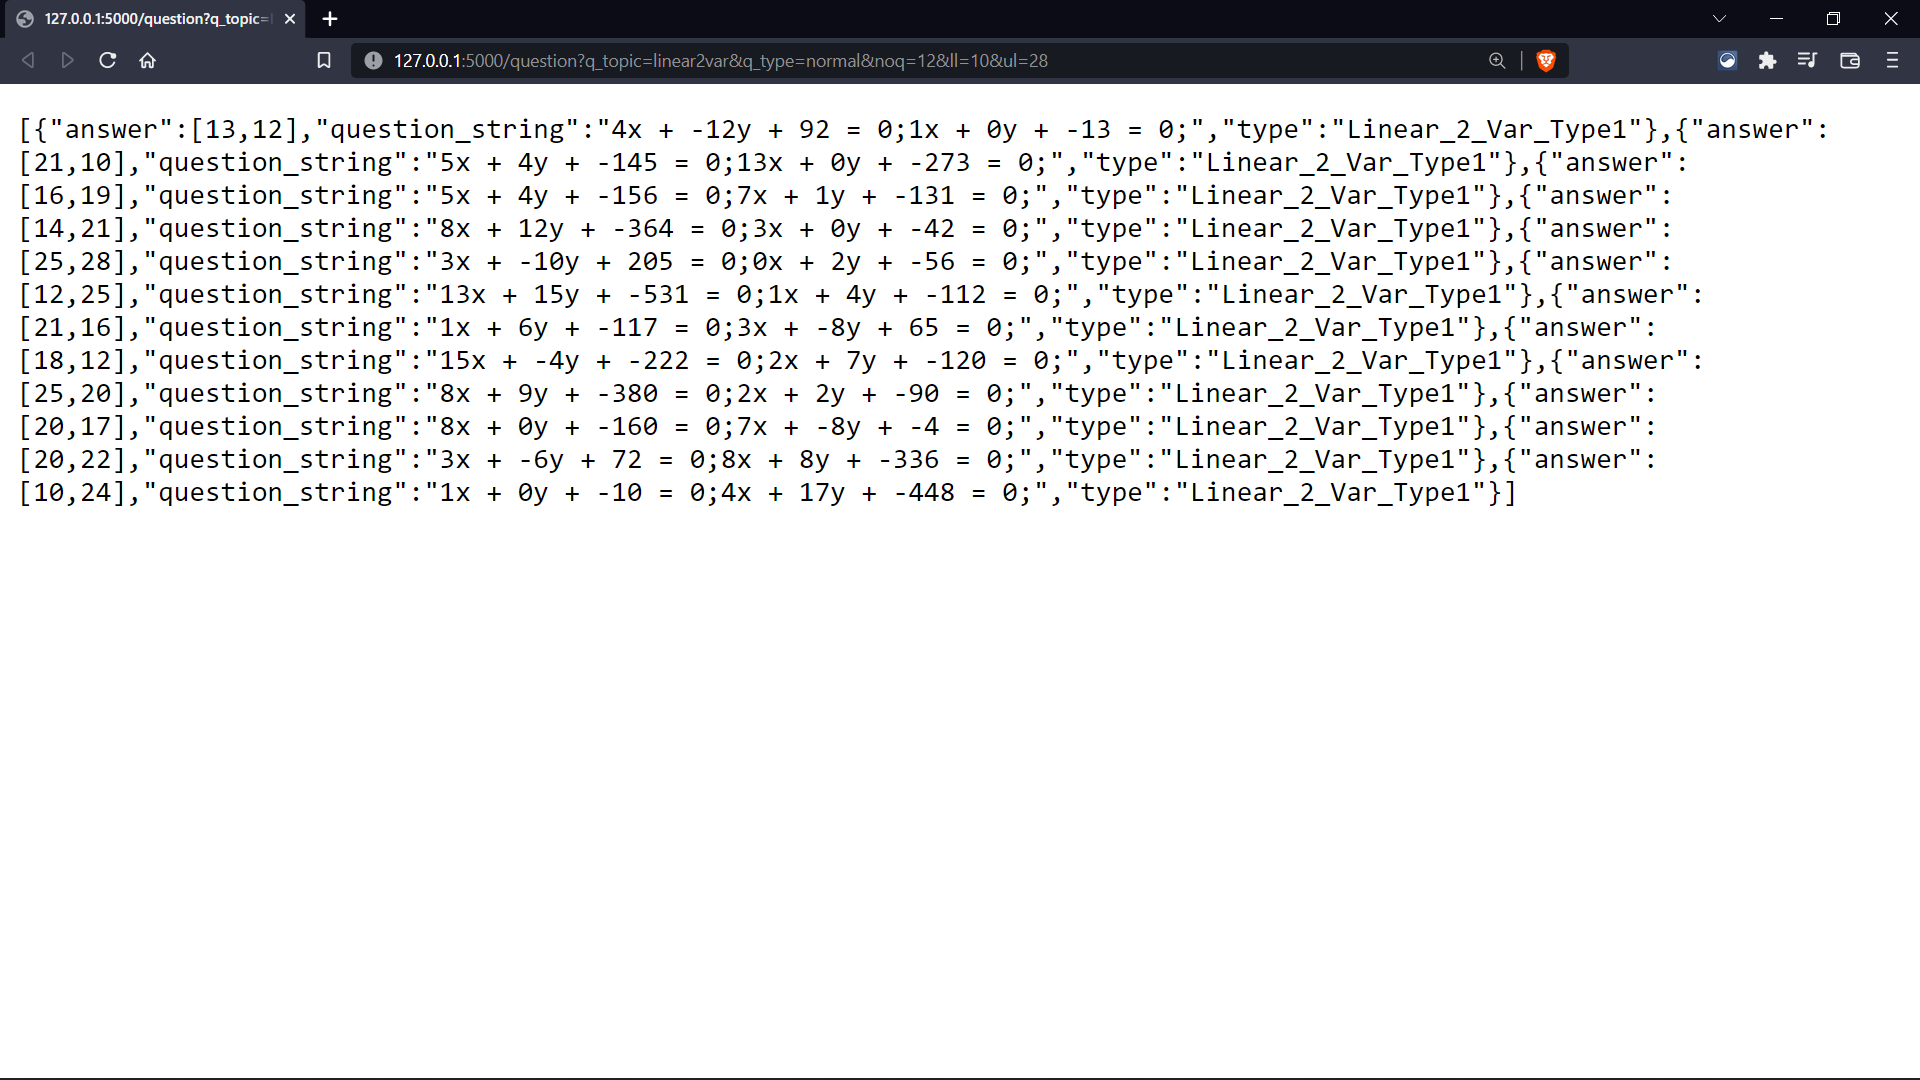 127.0.0.1:5000/question?q_topic=
127.0.0.1:5000/question?q_topic=linear2var&q_type=normal&noq=12&ll=10&ul=28
[{"answer":[13,12],"question_string":"4x + -12y + 92 = 0;1x + 0y + -13 = 0;","type":"Linear_2_Var_Type1"},{"answer":
[21,10],"question_string":"5x + 4y + -145 = 0;13x + 0y + -273 = 0;","type":"Linear_2_Var_Type1"},{"answer":
[16,19],"question_string":"5x + 4y + -156 = 0;7x + 1y + -131 = 0;","type":"Linear_2_Var_Type1"},{"answer":
[14,21],"question_string":"8x + 12y + -364 = 0;3x + 0y + -42 = 0;","type":"Linear_2_Var_Type1"},{"answer":
[25,28],"question_string":"3x + -10y + 205 = 0;0x + 2y + -56 = 0;","type":"Linear_2_Var_Type1"},{"answer":
[12,25],"question_string":"13x + 15y + -531 = 0;1x + 4y + -112 = 0;","type":"Linear_2_Var_Type1"},{"answer":
[21,16],"question_string":"1x + 6y + -117 = 0;3x + -8y + 65 = 0;","type":"Linear_2_Var_Type1"},{"answer":
[18,12],"question_string":"15x + -4y + -222 = 0;2x + 7y + -120 = 0;","type":"Linear_2_Var_Type1"},{"answer":
[25,20],"question_string":"8x + 9y + -380 = 0;2x + 2y + -90 = 0;","type":"Linear_2_Var_Type1"},{"answer":
[20,17],"question_string":"8x + 0y + -160 = 0;7x + -8y + -4 = 0;","type":"Linear_2_Var_Type1"},{"answer":
[20,22],"question_string":"3x + -6y + 72 = 0;8x + 8y + -336 = 0;","type":"Linear_2_Var_Type1"},{"answer":
[10,24],"question_string":"1x + 0y + -10 = 0;4x + 17y + -448 = 0;","type":"Linear_2_Var_Type1"}]